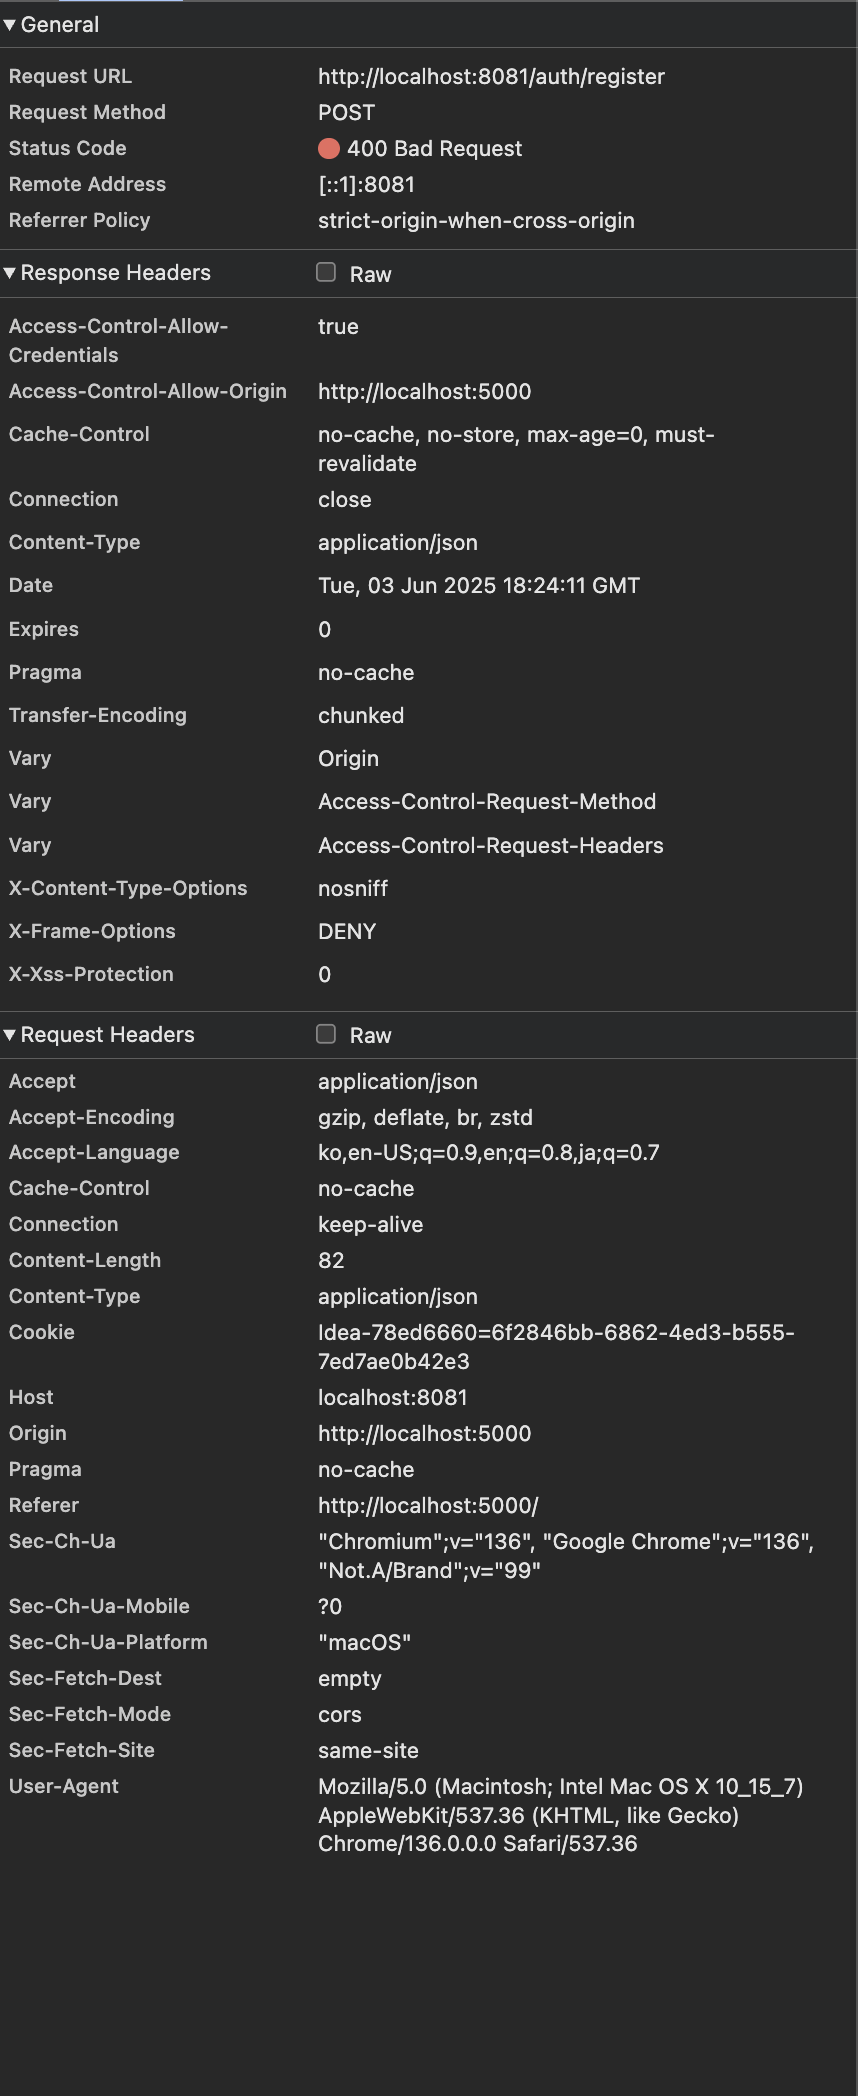 General
Request URL http://localhost:8081/auth/register
Request Method POST
Status Code 400 Bad Request
Remote Address [::1]:8081
Referrer Policy strict-origin-when-cross-origin
Response Headers Raw
Access-Control-Allow- true
Credentials
Access-Control-Allow-Origin http://localhost:5000
Cache-Control no-cache, no-store, max-age=0, must-
revalidate
Connection close
Content-Type application/json
Date Tue, 03 Jun 2025 18:24:11 GMT
Expires 0
Pragma no-cache
Transfer-Encoding chunked
Vary Origin
Vary Access-Control-Request-Method
Vary Access-Control-Request-Headers
X-Content-Type-Options nosniff
X-Frame-Options DENY
X-Xss-Protection 0
Request Headers Raw
Accept application/json
Accept-Encoding gzip, deflate, br, zstd
Accept-Language ko,en-US;q=0.9,en;q=0.8,ja;q=0.7
Cache-Control no-cache
Connection keep-alive
Content-Length 82
Content-Type application/json
Cookie Idea-78ed6660=6f2846bb-6862-4ed3-b555-
7ed7ae0b42e3
Host localhost:8081
Origin http://localhost:5000
Pragma no-cache
Referer http://localhost:5000/
Sec-Ch-Ua "Chromium";v="136", "Google Chrome";v="136",
"Not.A/Brand";v="99"
Sec-Ch-Ua-Mobile ?0
Sec-Ch-Ua-Platform "macOS"
Sec-Fetch-Dest empty
Sec-Fetch-Mode cors
Sec-Fetch-Site same-site
User-Agent Mozilla/5.0 (Macintosh; Intel Mac OS X 10_15_7)
AppleWebKit/537.36 (KHTML, like Gecko)
Chrome/136.0.0.0 Safari/537.36